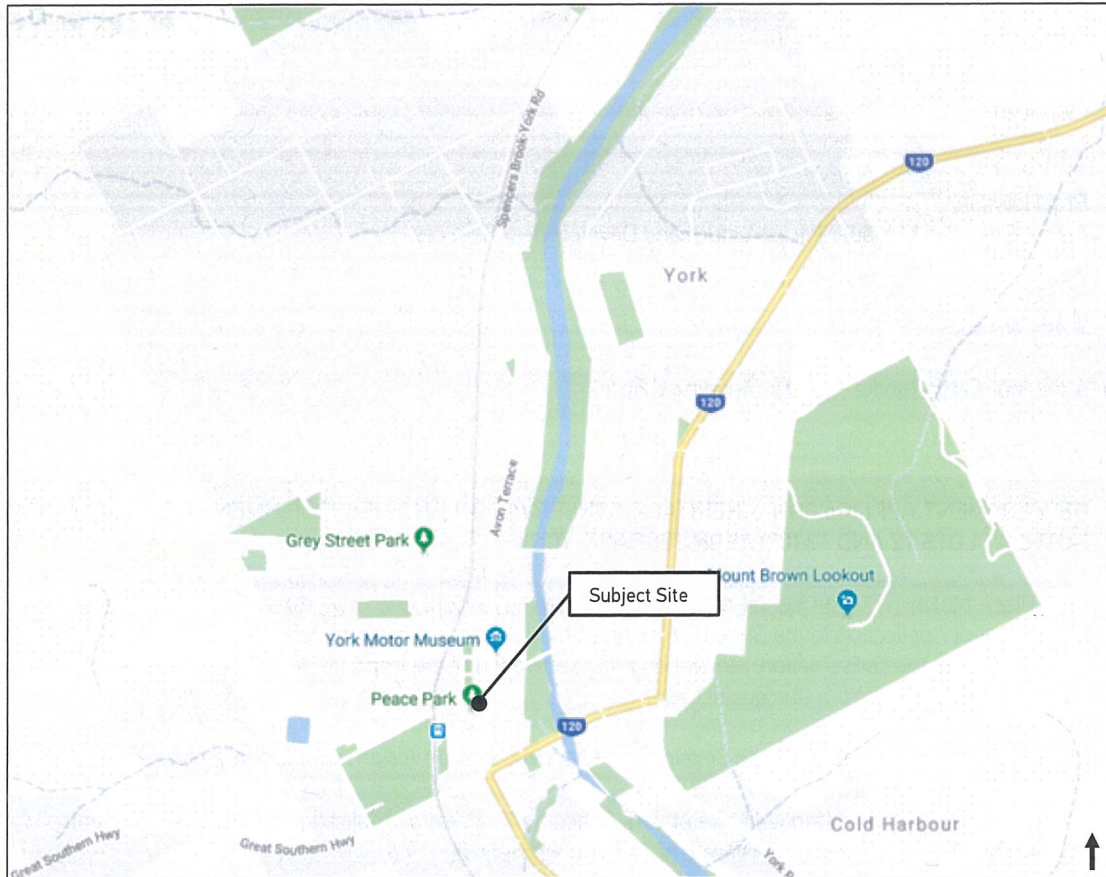 Spencers Brook-York Rd
120
York
120
Avon Terrace
Grey Street Park
Mount Brown Lookout
Subject Site
York Motor Museum
Peace Park
120
Cold Harbour
Great Southern Hwy
Great Southern Hwy
York